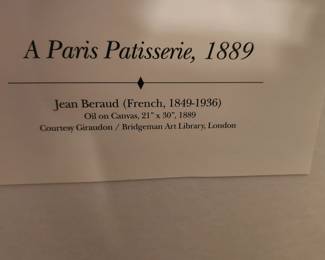 A Paris Patisserie, 1889
Jean Beraud (French, 1849-1936)
Oil on Canvas, 21" x 30", 1889
Courtesy Giraudon / Bridgeman Art Library, London